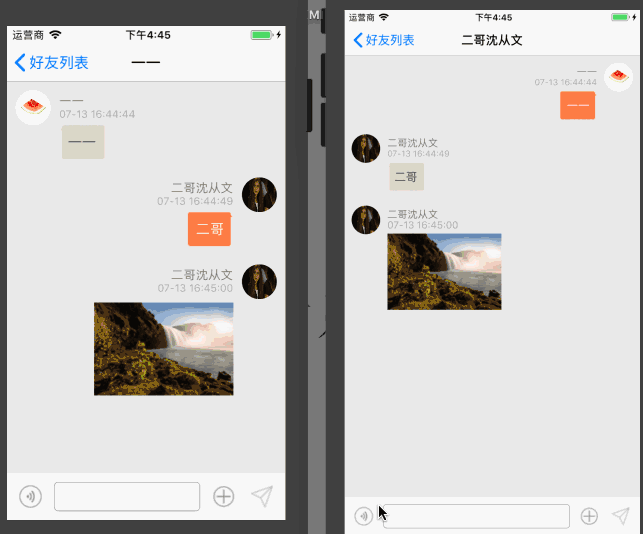 运营商 下午4:45
好友列表 一一
一一
07-13 16:44:44
一一
二哥沈从文
07-13 16:44:49
二哥
二哥沈从文
07-13 16:45:00
M
运营商 下午4:45
好友列表 二哥沈从文
一一
07-13 16:44:44
一一
二哥沈从文
07-13 16:44:49
二哥
二哥沈从文
07-13 16:45:00